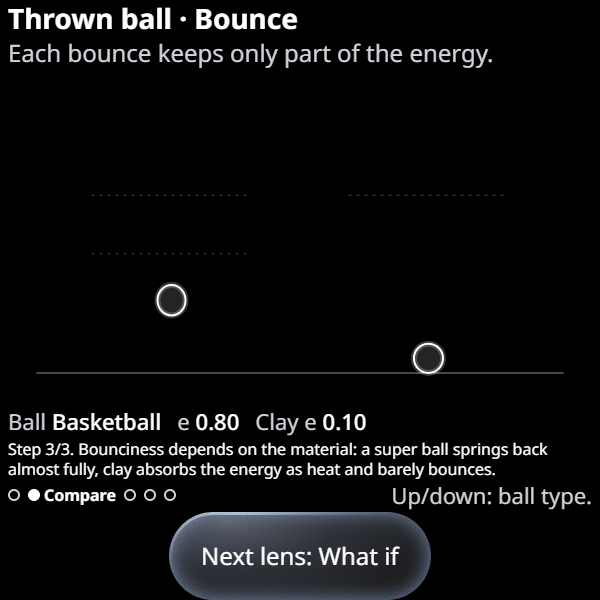 Thrown ball · Bounce
Each bounce keeps only part of the energy.
Ball Basketball e 0.80 Clay e 0.10
Step 3/3. Bounciness depends on the material: a super ball springs back
almost fully, clay absorbs the energy as heat and barely bounces.
Compare
Up/down: ball type.
Next lens: What if